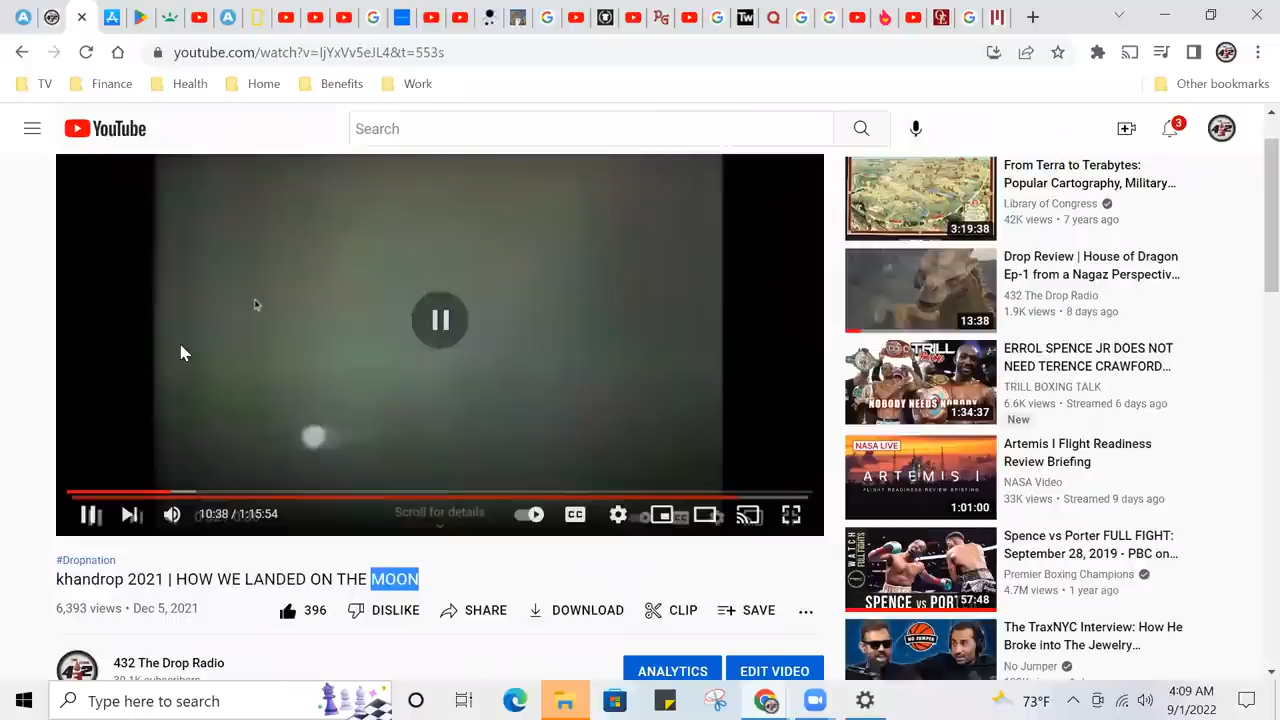 youtube.com/watch?v=ljYxVv5eJL4&t=553s
TV Finance Health Home Benefits Work Other bookmarks
YouTube
Search
3
10:38 / 1:15:54
Scroll for details
CC
#Dropnation
khandrop 2021 | HOW WE LANDED ON THE MOON
6,393 views • Dec 5, 2021
396 DISLIKE SHARE DOWNLOAD CLIP SAVE
432 The Drop Radio
ANALYTICS EDIT VIDEO
3:19:38
From Terra to Terabytes:
Popular Cartography, Military...
Library of Congress
42K views • 7 years ago
13:38
Drop Review | House of Dragon
Ep-1 from a Nagaz Perspectiv...
432 The Drop Radio
1.9K views • 8 days ago
TRILL
NOBODY NEEDS NOBODY
1:34:37
ERROL SPENCE JR DOES NOT
NEED TERENCE CRAWFORD...
TRILL BOXING TALK
6.6K views • Streamed 6 days ago
New
NASA LIVE
ARTEMIS I
FLIGHT READINESS REVIEW BRIEFING
1:01:00
Artemis I Flight Readiness
Review Briefing
NASA Video
33K views • Streamed 9 days ago
WATCH
FULL FIGHTS
SPENCE vs
57:48
Spence vs Porter FULL FIGHT:
September 28, 2019 - PBC on...
Premier Boxing Champions
4.7M views • 1 year ago
The TraxNYC Interview: How He
Broke into The Jewelry...
No Jumper
Type here to search
73°F
4:09 AM
9/1/2022